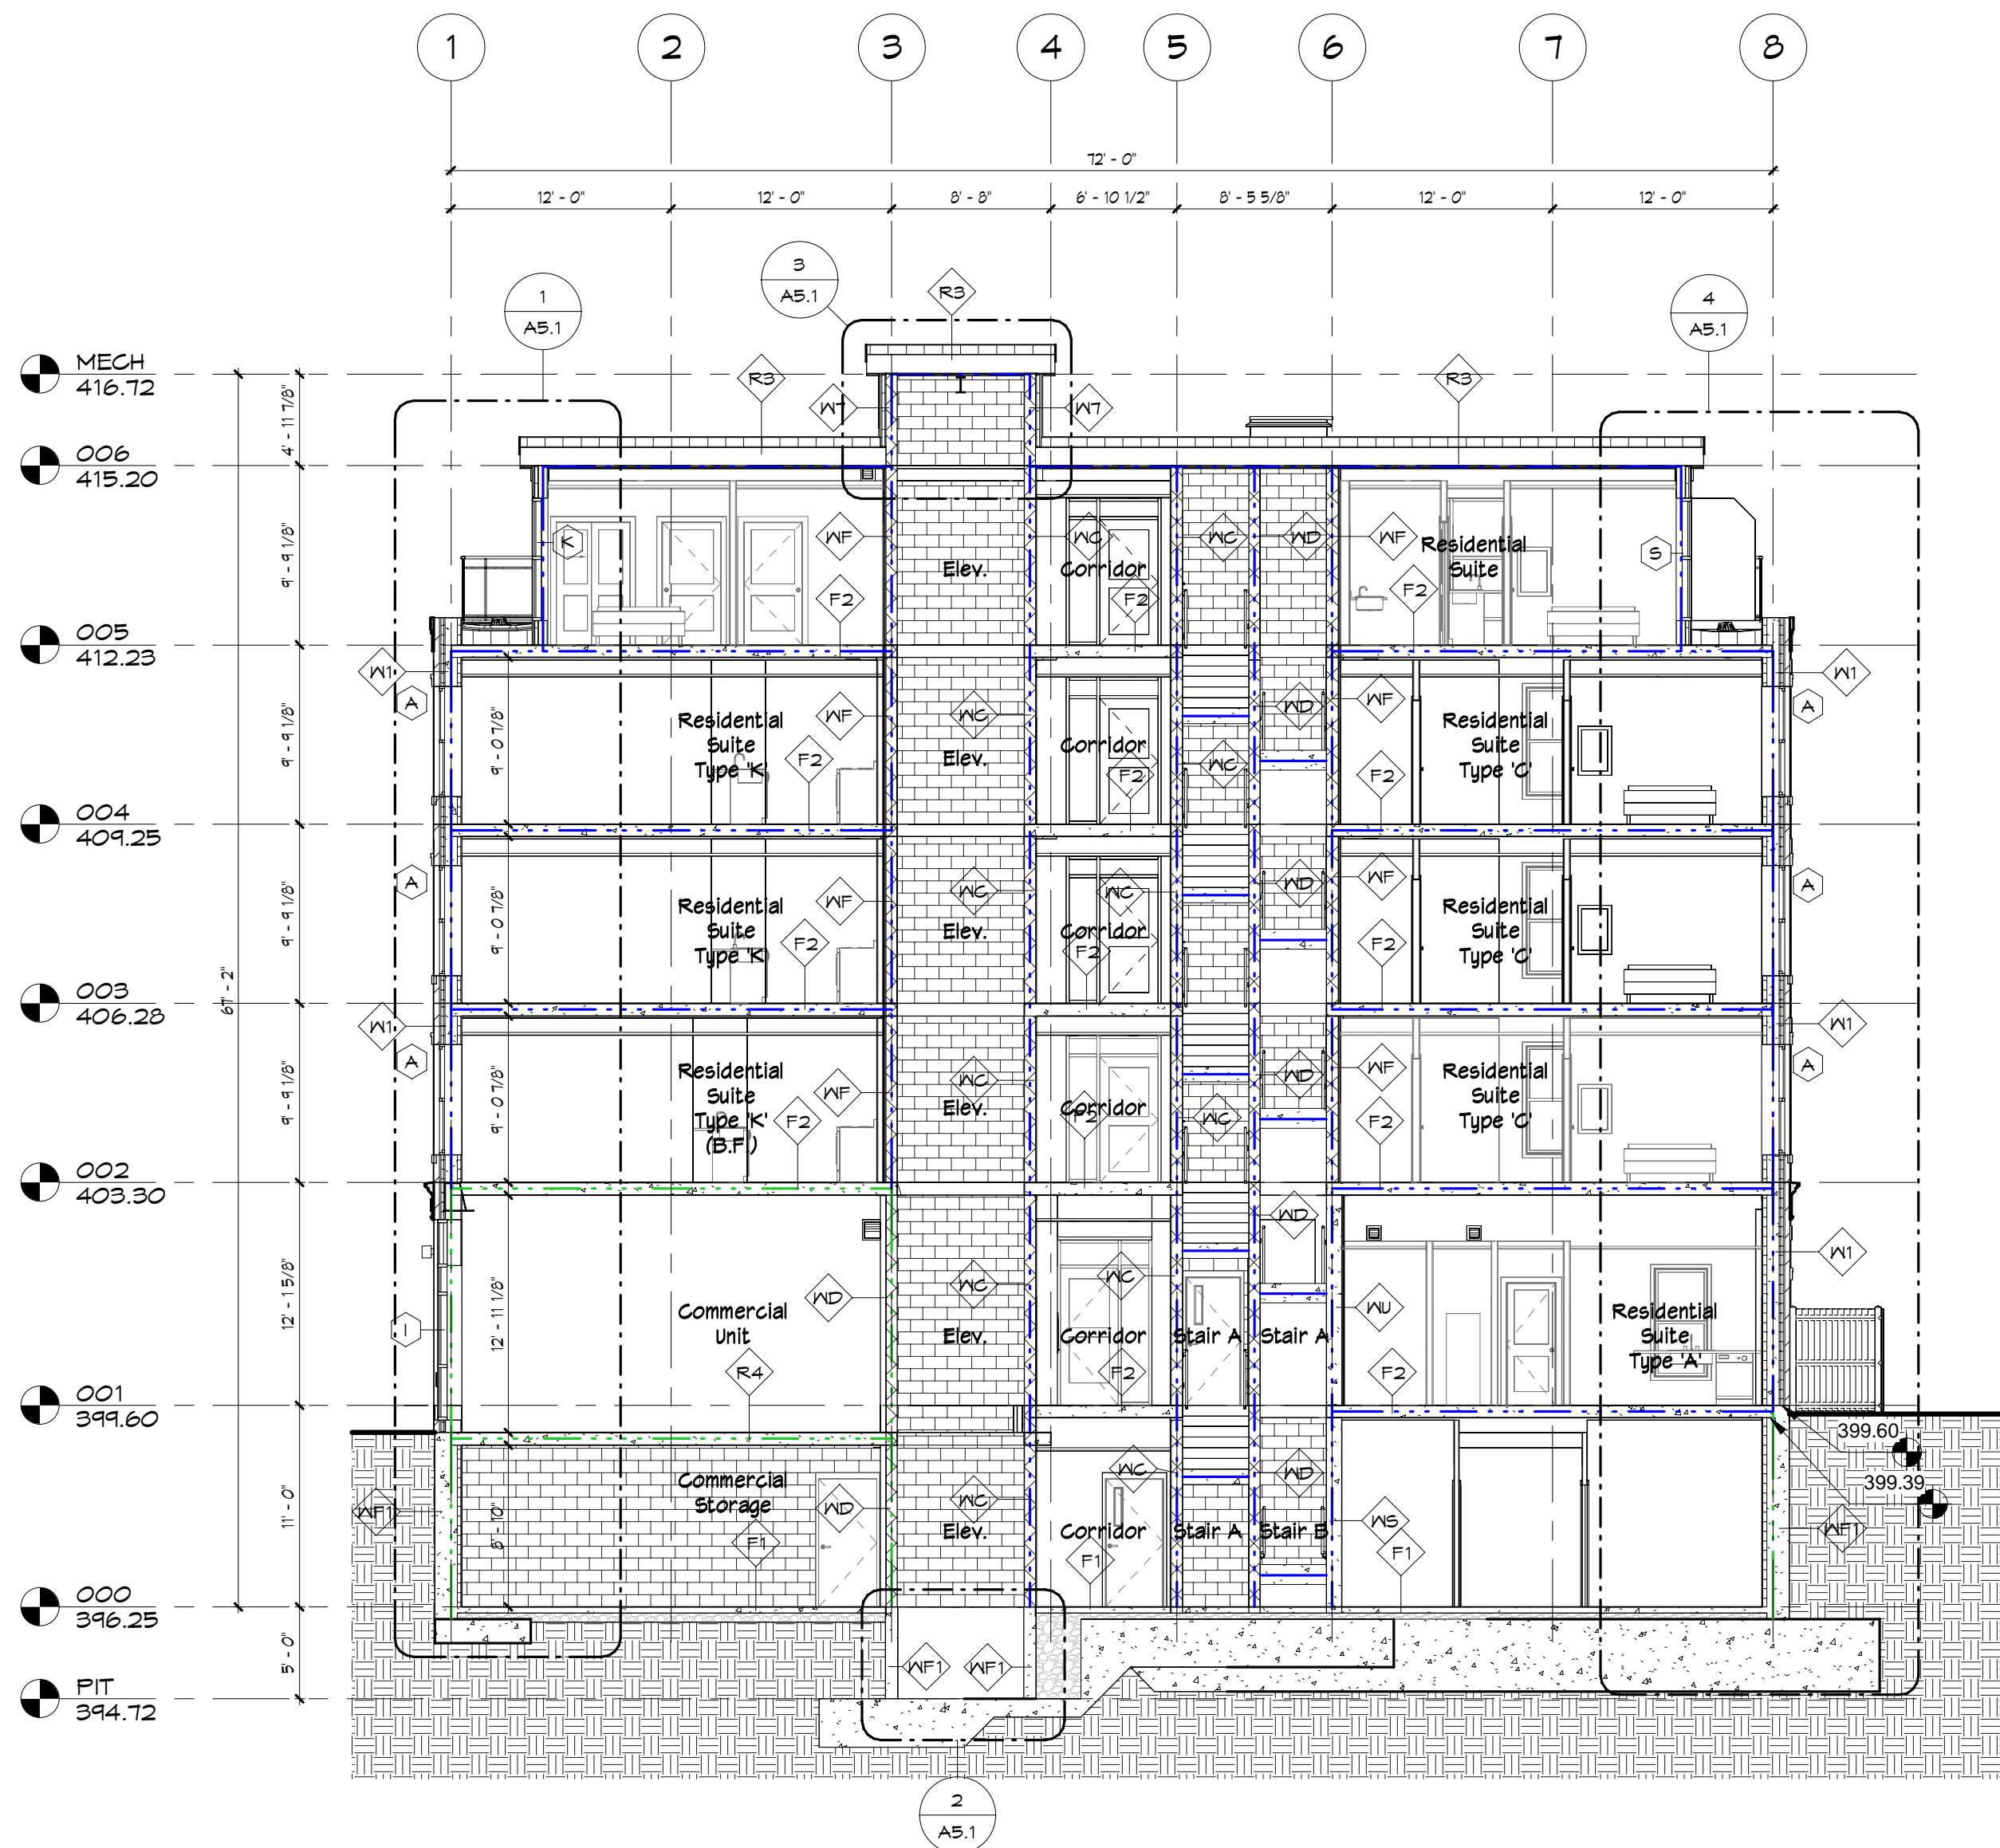 1 2 3 4 5 6 7 8
72' - 0"
12' - 0" 12' - 0" 8' - 8" 6' - 10 1/2" 8' - 5 5/8" 12' - 0" 12' - 0"
1
A5.1
3
A5.1
R3
4
A5.1
MECH
416.72
4' - 11 7/8"
R3
R3
W7
W7
006
415.20
9' - 9 1/8"
K
WF
WC
WC
WD
WF
S
Elev.
Corridor
Residential
Suite
F2
F2
F2
005
412.23
9' - 9 1/8"
W1
A
9' - 0 7/8"
Residential
Suite
Type 'K'
WF
F2
WC
Elev.
Corridor
F2
WC
WD
WF
F2
Residential
Suite
Type 'C'
W1
A
004
409.25
9' - 9 1/8"
A
9' - 0 7/8"
Residential
Suite
Type 'K'
WF
F2
WC
Elev.
Corridor
WC
F2
WD
WF
F2
Residential
Suite
Type 'C'
A
67' - 2"
003
406.28
9' - 9 1/8"
W1
A
9' - 0 7/8"
Residential
Suite
Type 'K'
(B.F.)
WF
F2
WC
Elev.
Corridor
F2
WC
WD
WF
F2
Residential
Suite
Type 'C'
W1
A
002
403.30
12' - 1 5/8"
1
12' - 11 1/8"
Commercial
Unit
R4
WD
WC
Elev.
WC
Corridor
F2
Stair A
WD
Stair A
WU
F2
Residential
Suite
Type 'A'
W1
001
399.60
399.60
399.39
11' - 0"
WF1
8' - 10"
Commercial
Storage
F1
WD
WC
Elev.
WC
Corridor
F1
Stair A
WD
Stair B
WS
F1
WF1
000
396.25
5' - 0"
WF1
WF1
PIT
394.72
2
A5.1